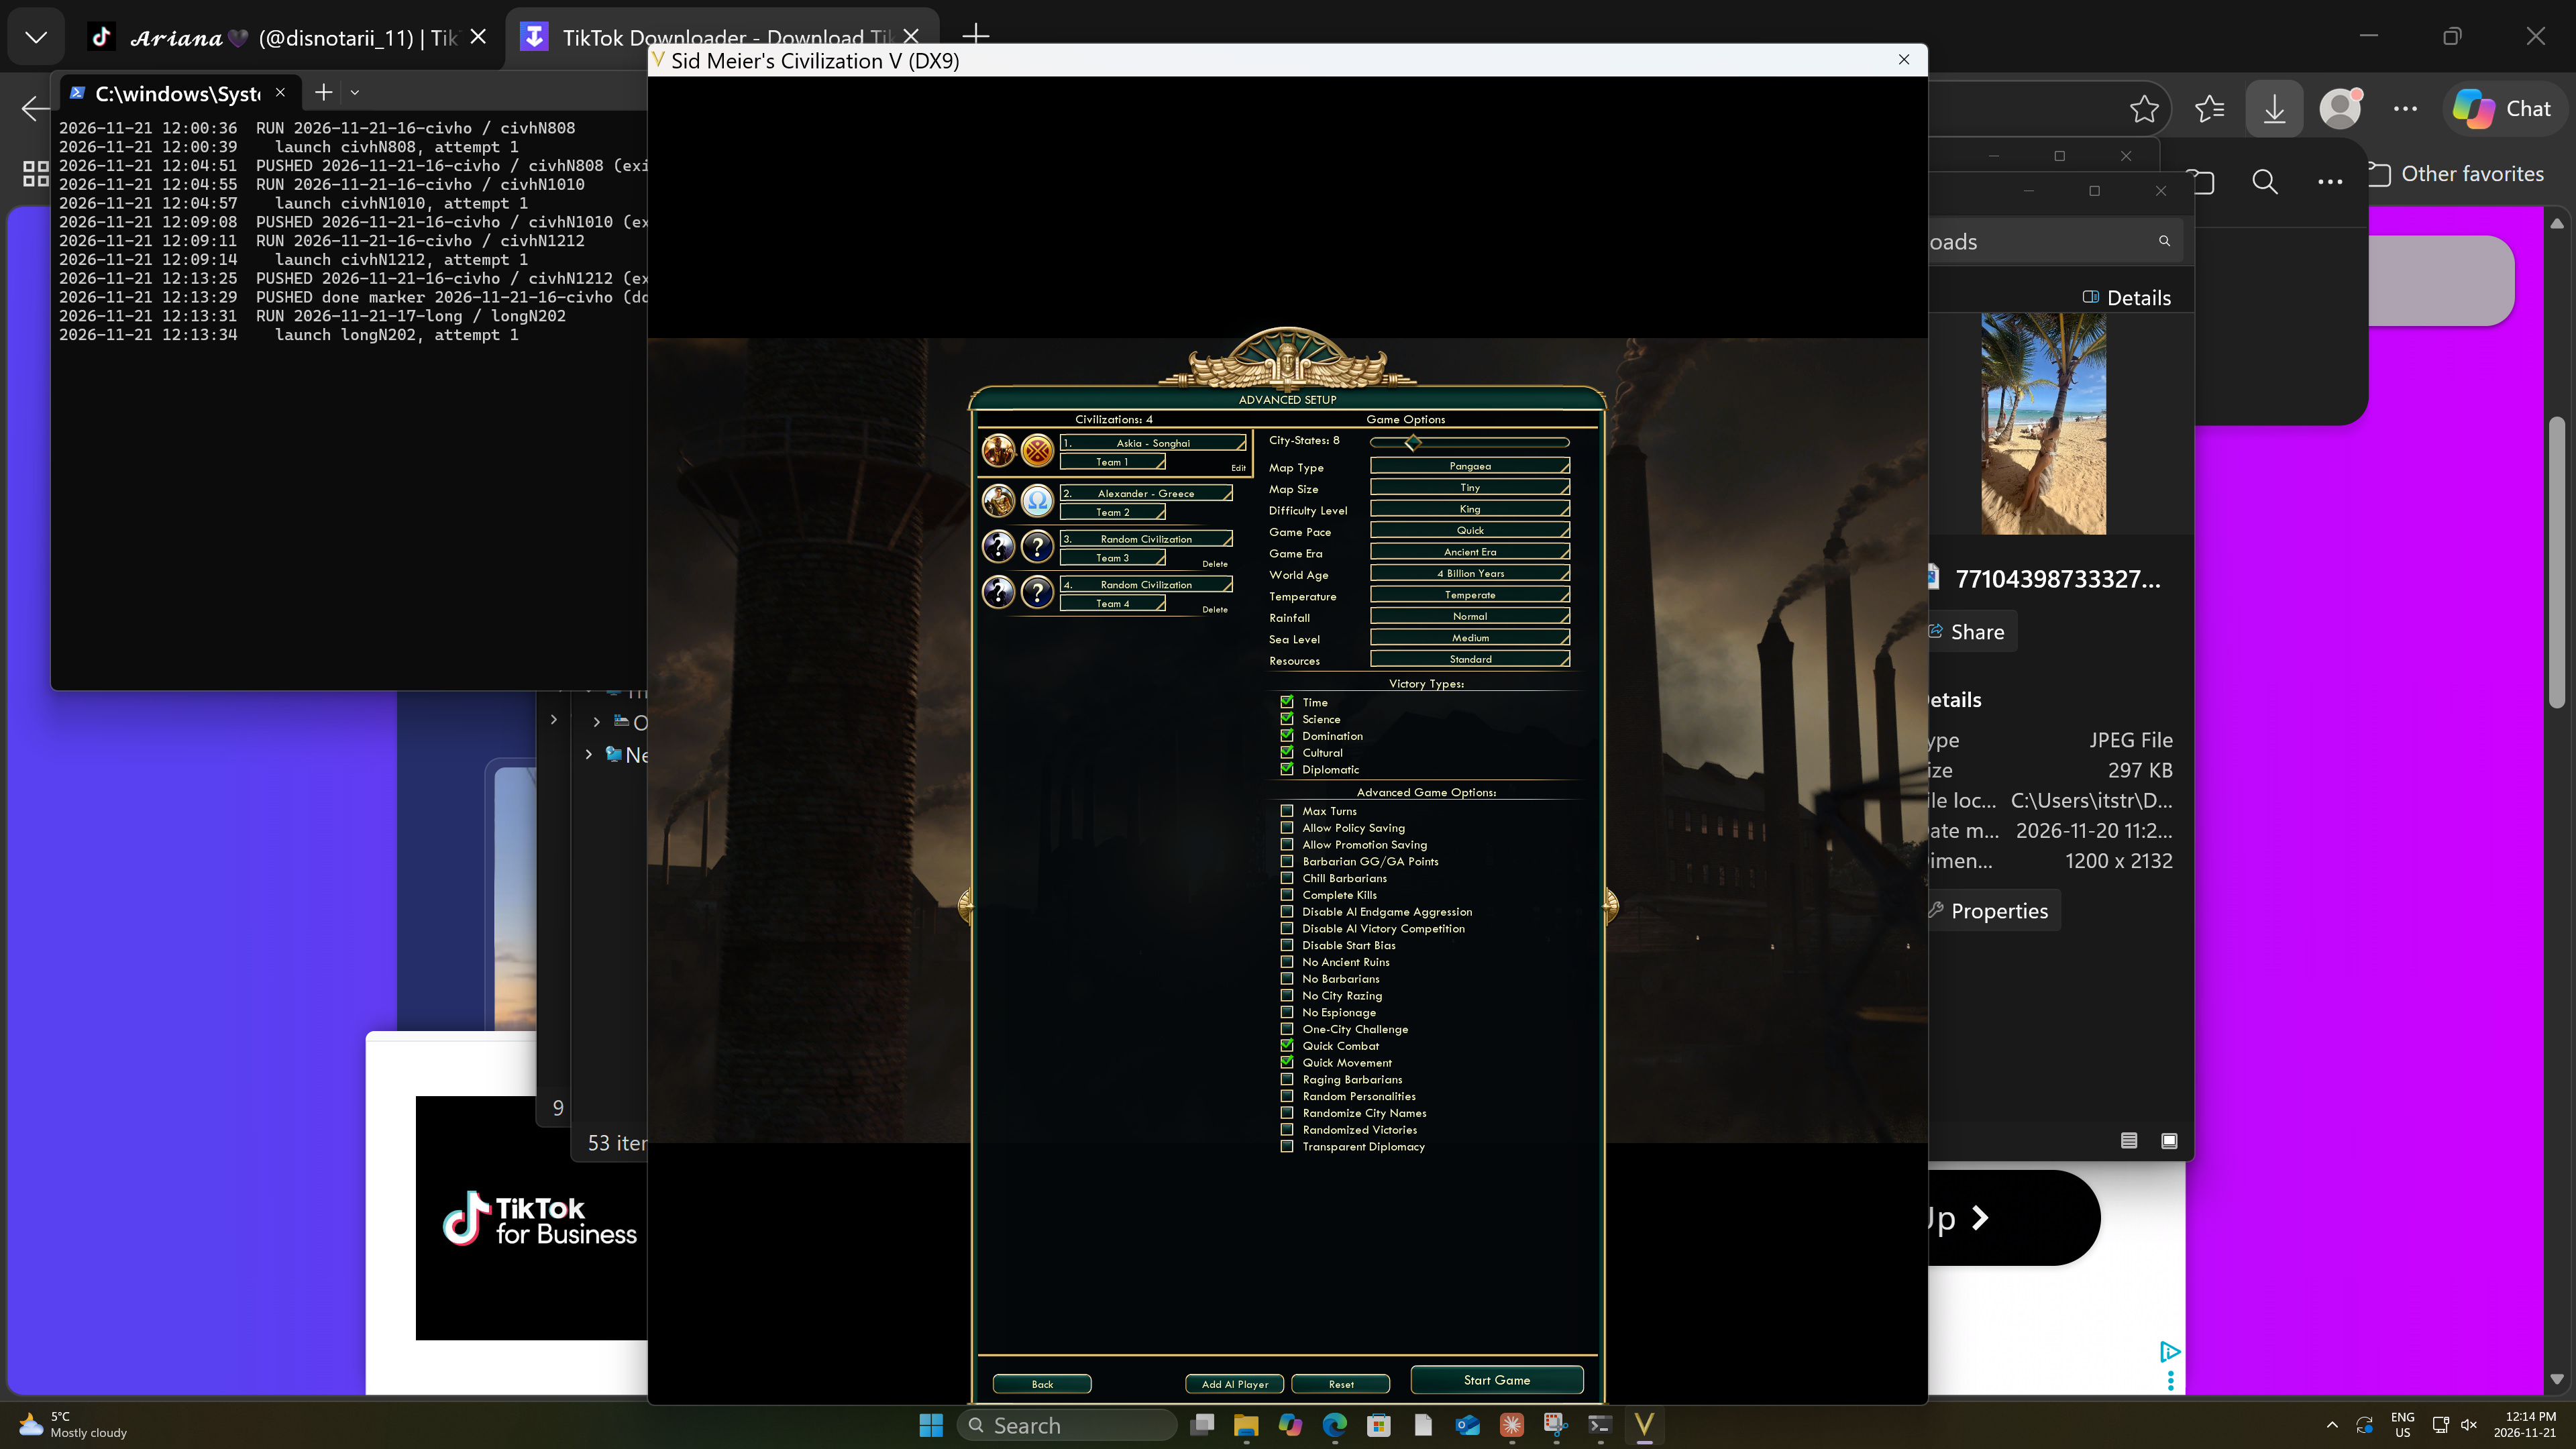 (@disnotarii_11) | Tik
TikTok Downloader - Download Tik
Chat
Other favorites
C:\windows\Syst
2026-11-21 12:00:36 RUN 2026-11-21-16-civho / civhN808
2026-11-21 12:00:39 launch civhN808, attempt 1
2026-11-21 12:04:51 PUSHED 2026-11-21-16-civho / civhN808 (exi
2026-11-21 12:04:55 RUN 2026-11-21-16-civho / civhN1010
2026-11-21 12:04:57 launch civhN1010, attempt 1
2026-11-21 12:09:08 PUSHED 2026-11-21-16-civho / civhN1010 (ex
2026-11-21 12:09:11 RUN 2026-11-21-16-civho / civhN1212
2026-11-21 12:09:14 launch civhN1212, attempt 1
2026-11-21 12:13:25 PUSHED 2026-11-21-16-civho / civhN1212 (ex
2026-11-21 12:13:29 PUSHED done marker 2026-11-21-16-civho (do
2026-11-21 12:13:31 RUN 2026-11-21-17-long / longN202
2026-11-21 12:13:34 launch longN202, attempt 1
Sid Meier's Civilization V (DX9)
ADVANCED SETUP
Civilizations: 4
1. Askia - Songhai
Team 1
Edit
2. Alexander - Greece
Team 2
3. Random Civilization
Team 3
Delete
4. Random Civilization
Team 4
Delete
Game Options
City-States: 8
Map Type Pangaea
Map Size Tiny
Difficulty Level King
Game Pace Quick
Game Era Ancient Era
World Age 4 Billion Years
Temperature Temperate
Rainfall Normal
Sea Level Medium
Resources Standard
Victory Types:
Time
Science
Domination
Cultural
Diplomatic
Advanced Game Options:
Max Turns
Allow Policy Saving
Allow Promotion Saving
Barbarian GG/GA Points
Chill Barbarians
Complete Kills
Disable AI Endgame Aggression
Disable AI Victory Competition
Disable Start Bias
No Ancient Ruins
No Barbarians
No City Razing
No Espionage
One-City Challenge
Quick Combat
Quick Movement
Raging Barbarians
Random Personalities
Randomize City Names
Randomized Victories
Transparent Diplomacy
Back
Add AI Player
Reset
Start Game
oads
Details
77104398733327...
Share
etails
ype JPEG File
ize 297 KB
ile loc... C:\Users\itstr\D...
ate m... 2026-11-20 11:2...
imen... 1200 x 2132
Properties
O
Ne
9
53 iter
TikTok
for Business
Up
5°C
Mostly cloudy
Search
ENG
US
12:14 PM
2026-11-21